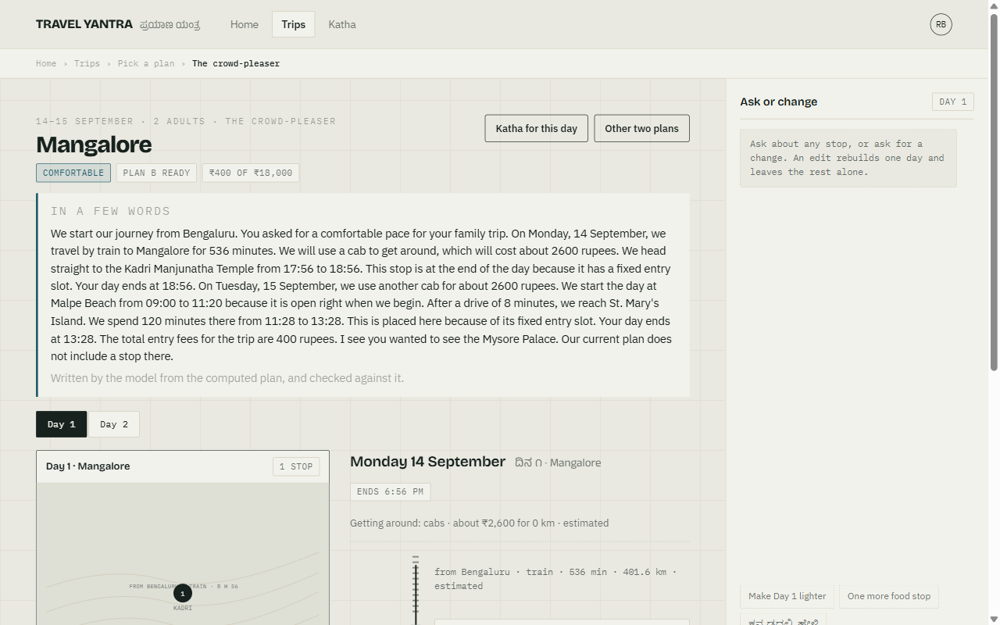 TRAVEL YANTRA ಪ್ರಯಾಣ ಯಂತ್ರ Home Trips Katha RB
Home › Trips › Pick a plan › The crowd-pleaser
14–15 SEPTEMBER · 2 ADULTS · THE CROWD-PLEASER
Mangalore
Katha for this day Other two plans
COMFORTABLE PLAN B READY ₹400 OF ₹18,000
IN A FEW WORDS
We start our journey from Bengaluru. You asked for a comfortable pace for your family trip. On Monday, 14 September, we
travel by train to Mangalore for 536 minutes. We will use a cab to get around, which will cost about 2600 rupees. We head
straight to the Kadri Manjunatha Temple from 17:56 to 18:56. This stop is at the end of the day because it has a fixed entry
slot. Your day ends at 18:56. On Tuesday, 15 September, we use another cab for about 2600 rupees. We start the day at
Malpe Beach from 09:00 to 11:20 because it is open right when we begin. After a drive of 8 minutes, we reach St. Mary's
Island. We spend 120 minutes there from 11:28 to 13:28. This is placed here because of its fixed entry slot. Your day ends
at 13:28. The total entry fees for the trip are 400 rupees. I see you wanted to see the Mysore Palace. Our current plan does
not include a stop there.
Written by the model from the computed plan, and checked against it.
Day 1 Day 2
Day 1 · Mangalore 1 STOP
FROM BENGALURU TRAIN · 8 H 56
1
KADRI
Monday 14 September ದಿನ ೧ · Mangalore
ENDS 6:56 PM
Getting around: cabs · about ₹2,600 for 0 km · estimated
from Bengaluru · train · 536 min · 401.6 km ·
estimated
Ask or change DAY 1
Ask about any stop, or ask for a
change. An edit rebuilds one day and
leaves the rest alone.
Make Day 1 lighter One more food stop
ಕನ್ನಡದಲ್ಲಿ ಹೇಳಿ